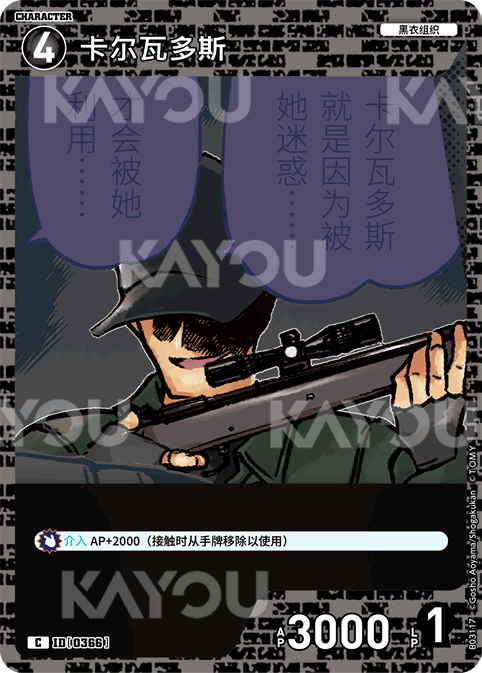 CHARACTER
4
卡尔瓦多斯
黑衣组织
卡尔瓦多斯
就是因为被
她迷惑……
才会被她
利用……
KAYOU
KAYOU
KAYOU
KAYOU
KAYOU
KAYOU
KAYOU
介入 AP+2000（接触时从手牌移除以使用）
C ID[0366]
AP 3000
LP 1
B03117 ©Gosho Aoyama/Shogakukan ©TOMY